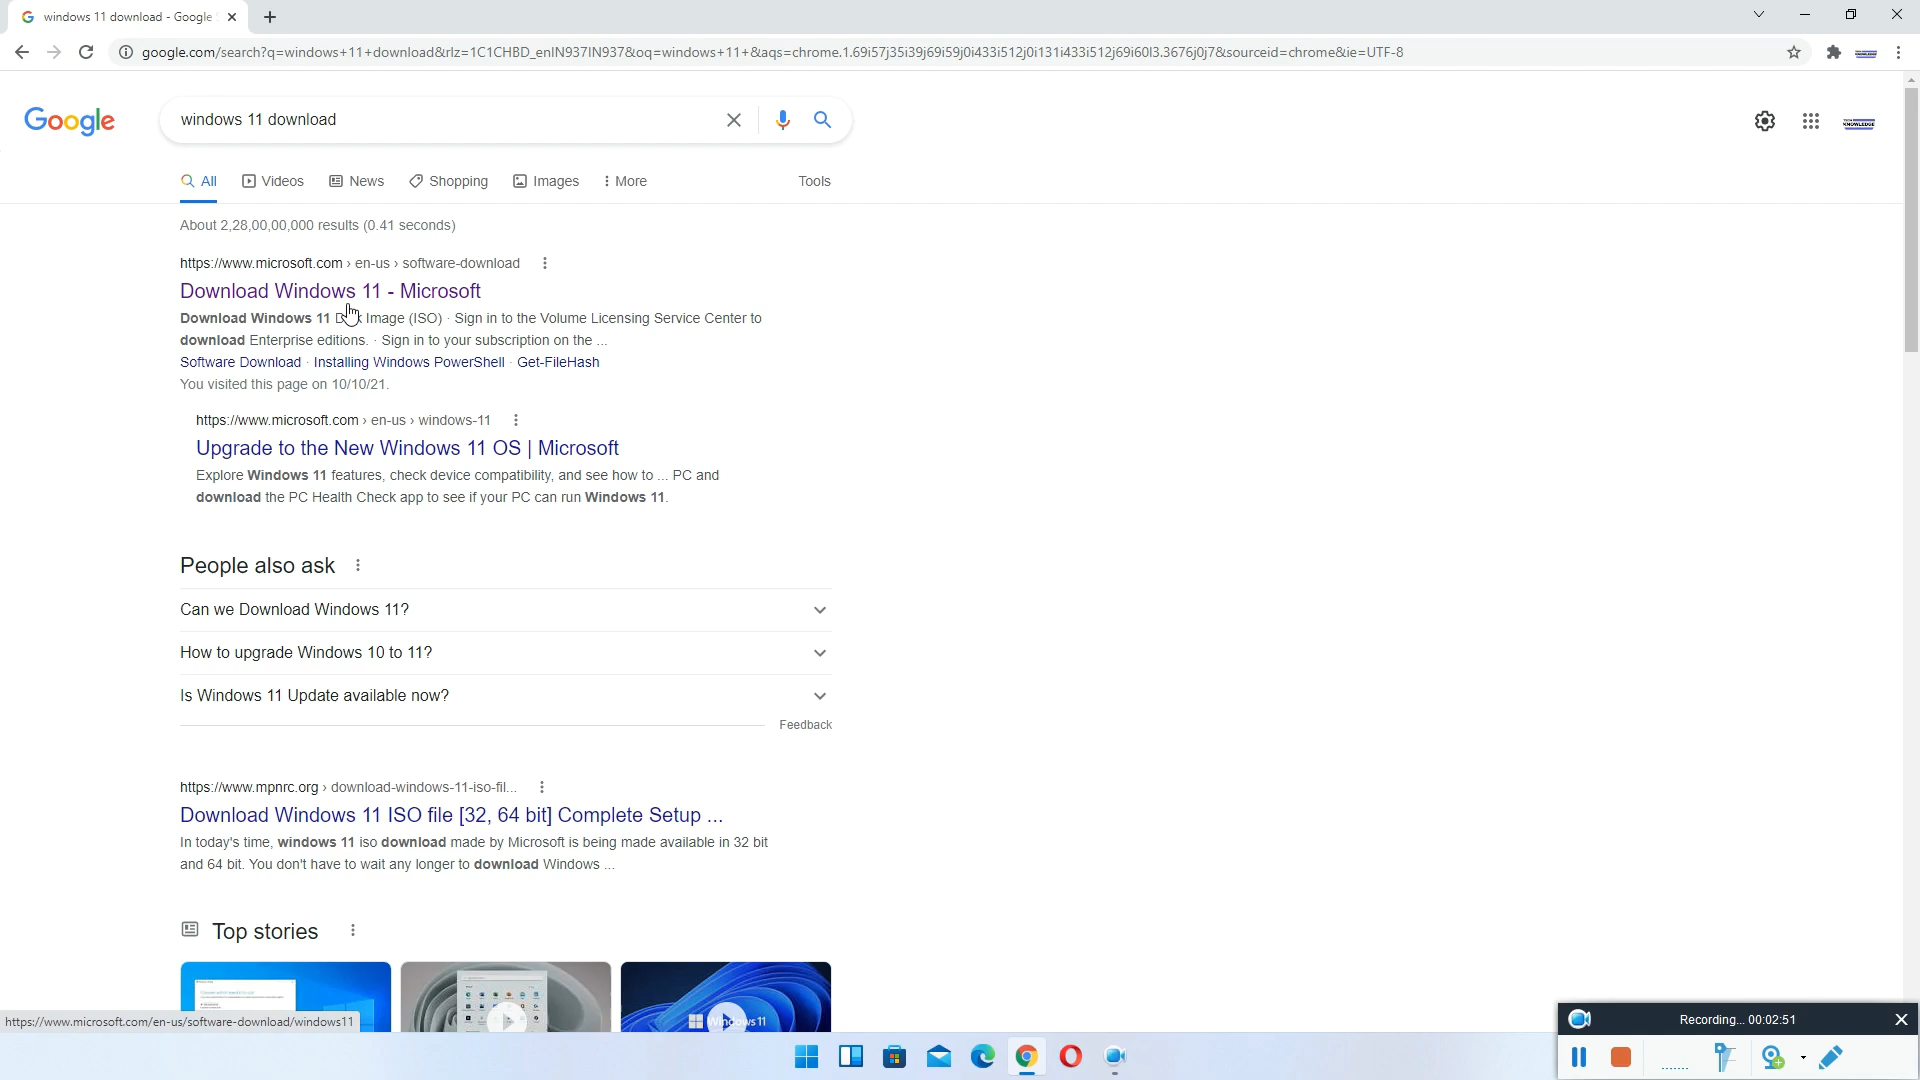 windows 11 download - Google
google.com/search?q=windows+11+download&rlz=1C1CHBD_enIN937IN937&oq=windows+11+&aqs=chrome.1.69i57j35i39j69i59j0i433i512j0i131i433i512j69i60l3.3676j0j7&sourceid=chrome&ie=UTF-8
Google
windows 11 download
TECH KNOWLEDGE
All Videos News Shopping Images More Tools
About 2,28,00,00,000 results (0.41 seconds)
https://www.microsoft.com › en-us › software-download
Download Windows 11 - Microsoft
Download Windows 11 Image (ISO) · Sign in to the Volume Licensing Service Center to
download Enterprise editions. · Sign in to your subscription on the ...
Software Download · Installing Windows PowerShell · Get-FileHash
You visited this page on 10/10/21.
https://www.microsoft.com › en-us › windows-11
Upgrade to the New Windows 11 OS | Microsoft
Explore Windows 11 features, check device compatibility, and see how to ... PC and
download the PC Health Check app to see if your PC can run Windows 11.
People also ask
Can we Download Windows 11?
How to upgrade Windows 10 to 11?
Is Windows 11 Update available now?
Feedback
https://www.mpnrc.org › download-windows-11-iso-fil...
Download Windows 11 ISO file [32, 64 bit] Complete Setup ...
In today's time, windows 11 iso download made by Microsoft is being made available in 32 bit
and 64 bit. You don't have to wait any longer to download Windows ...
Top stories
Windows 11
https://www.microsoft.com/en-us/software-download/windows11
Recording... 00:02:51